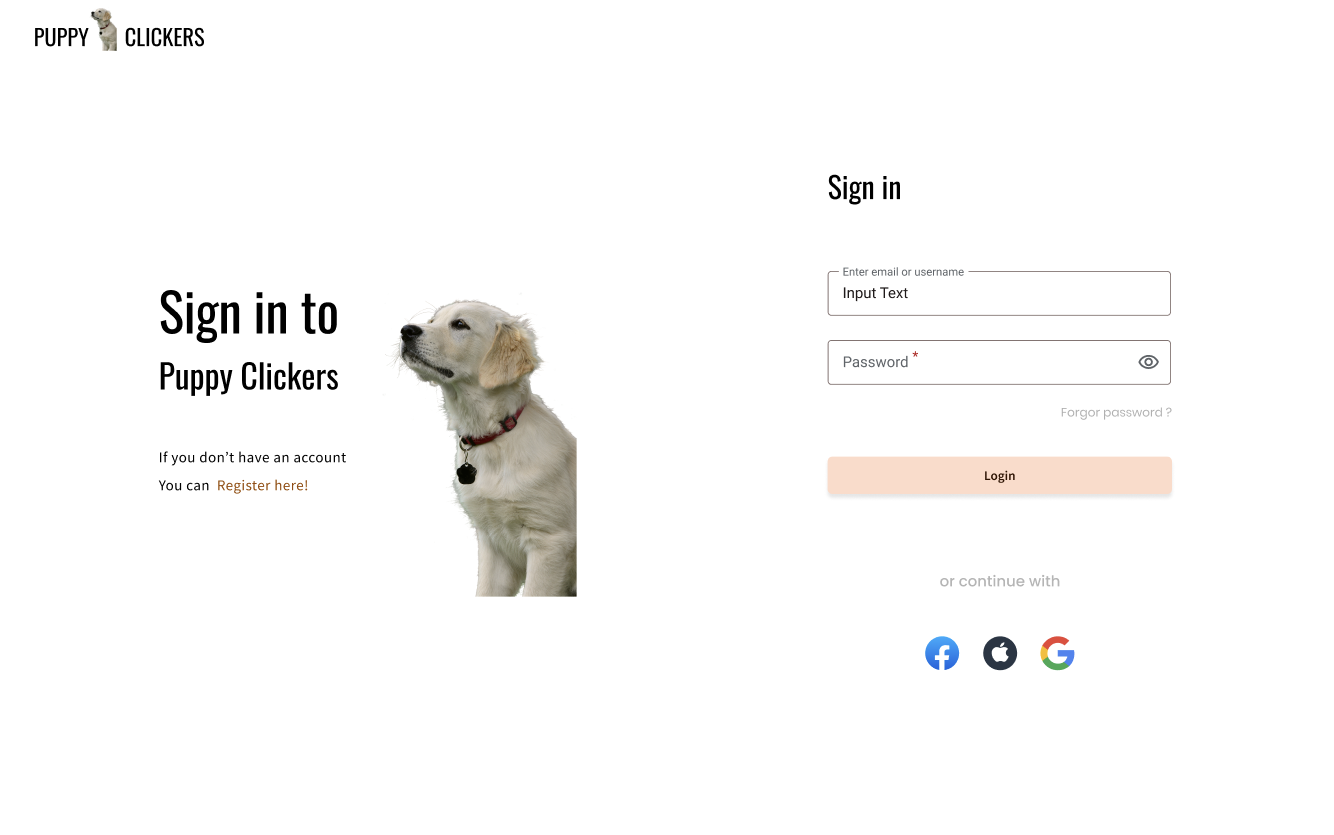 PUPPY CLICKERS
Sign in to
Puppy Clickers
If you don’t have an account
You can Register here!
Sign in
Enter email or username
Input Text
Password *
Forgor password ?
Login
or continue with